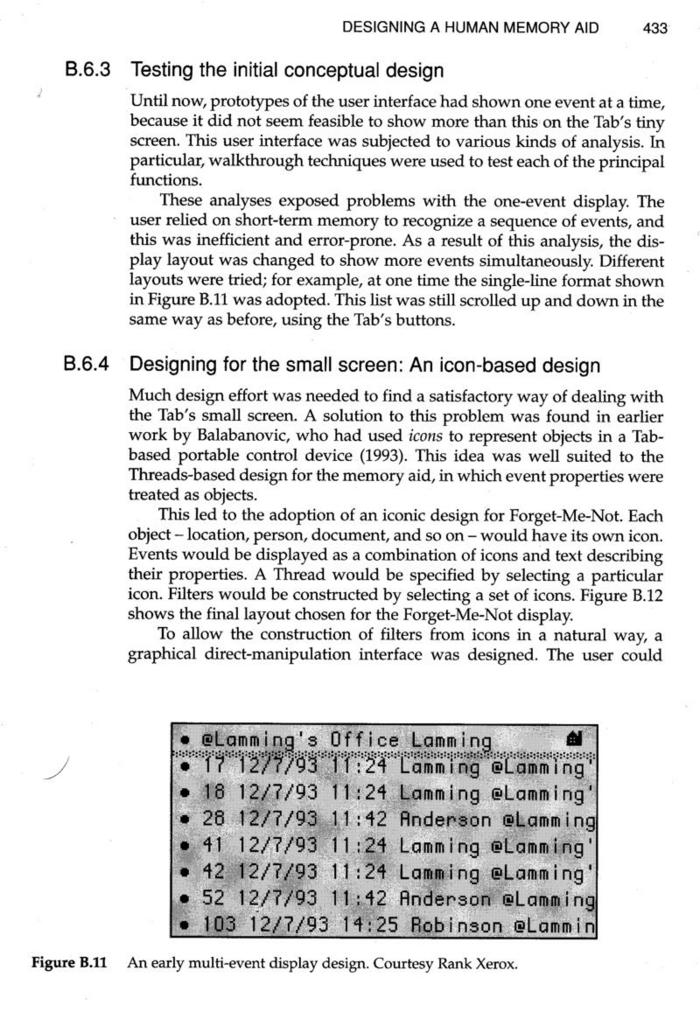 DESIGNING A HUMAN MEMORY AID 433
B.6.3 Testing the initial conceptual design
Until now, prototypes of the user interface had shown one event at a time,
because it did not seem feasible to show more than this on the Tab's tiny
screen. This user interface was subjected to various kinds of analysis. In
particular, walkthrough techniques were used to test each of the principal
functions.
These analyses exposed problems with the one-event display. The
user relied on short-term memory to recognize a sequence of events, and
this was inefficient and error-prone. As a result of this analysis, the dis-
play layout was changed to show more events simultaneously. Different
layouts were tried; for example, at one time the single-line format shown
in Figure B.11 was adopted. This list was still scrolled up and down in the
same way as before, using the Tab's buttons.
B.6.4 Designing for the small screen: An icon-based design
Much design effort was needed to find a satisfactory way of dealing with
the Tab's small screen. A solution to this problem was found in earlier
work by Balabanovic, who had used icons to represent objects in a Tab-
based portable control device (1993). This idea was well suited to the
Threads-based design for the memory aid, in which event properties were
treated as objects.
This led to the adoption of an iconic design for Forget-Me-Not. Each
object – location, person, document, and so on – would have its own icon.
Events would be displayed as a combination of icons and text describing
their properties. A Thread would be specified by selecting a particular
icon. Filters would be constructed by selecting a set of icons. Figure B.12
shows the final layout chosen for the Forget-Me-Not display.
To allow the construction of filters from icons in a natural way, a
graphical direct-manipulation interface was designed. The user could
• @Lamming's Office Lamming
• 17 12/7/93 11:24 Lamming @Lamming'
• 18 12/7/93 11:24 Lamming @Lamming'
• 28 12/7/93 11:42 Anderson @Lamming
• 41 12/7/93 11:24 Lamming @Lamming'
• 42 12/7/93 11:24 Lamming @Lamming'
• 52 12/7/93 11:42 Anderson @Lamming
• 103 12/7/93 14:25 Robinson @Lammin
Figure B.11 An early multi-event display design. Courtesy Rank Xerox.